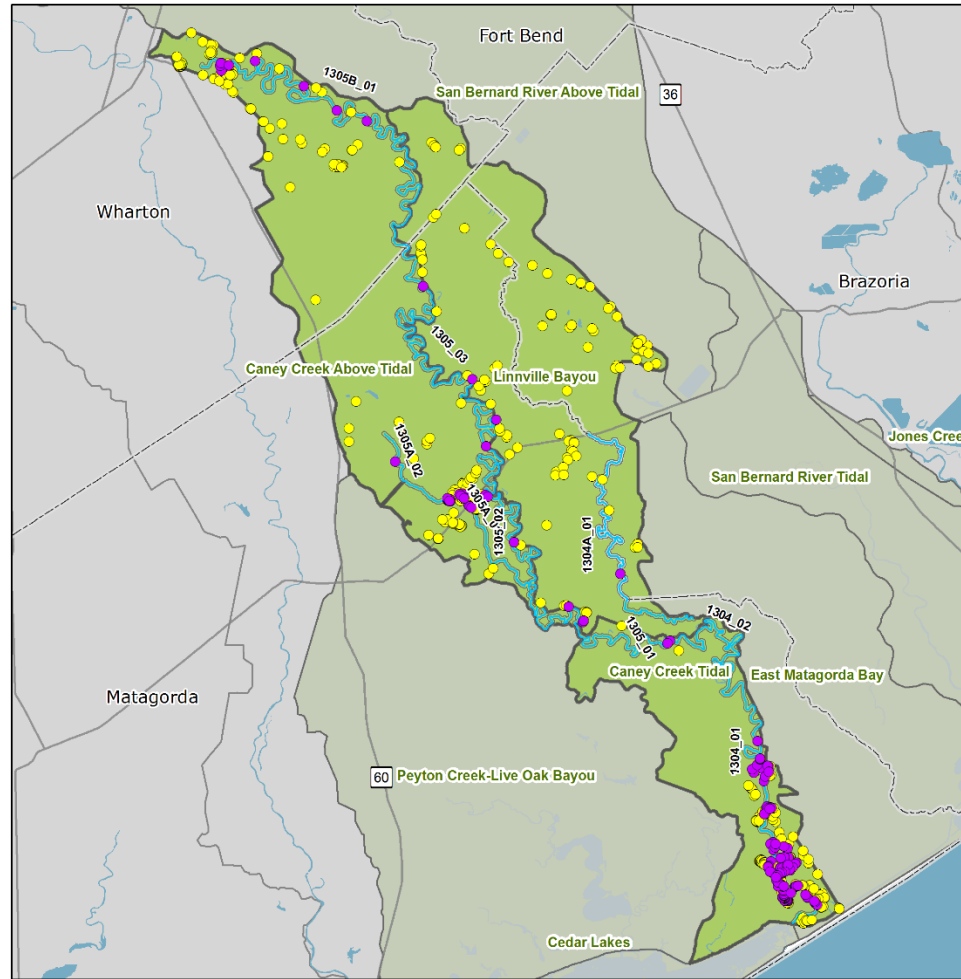 Fort Bend
1305B_01
San Bernard River Above Tidal
36
Wharton
Brazoria
1305_03
Caney Creek Above Tidal
Linnville Bayou
1305A_02
Jones Cree
San Bernard River Tidal
1305A_0
1305_02
1304A_01
1304_02
1305_01
Caney Creek Tidal
East Matagorda Bay
Matagorda
1304_01
60
Peyton Creek-Live Oak Bayou
Cedar Lakes